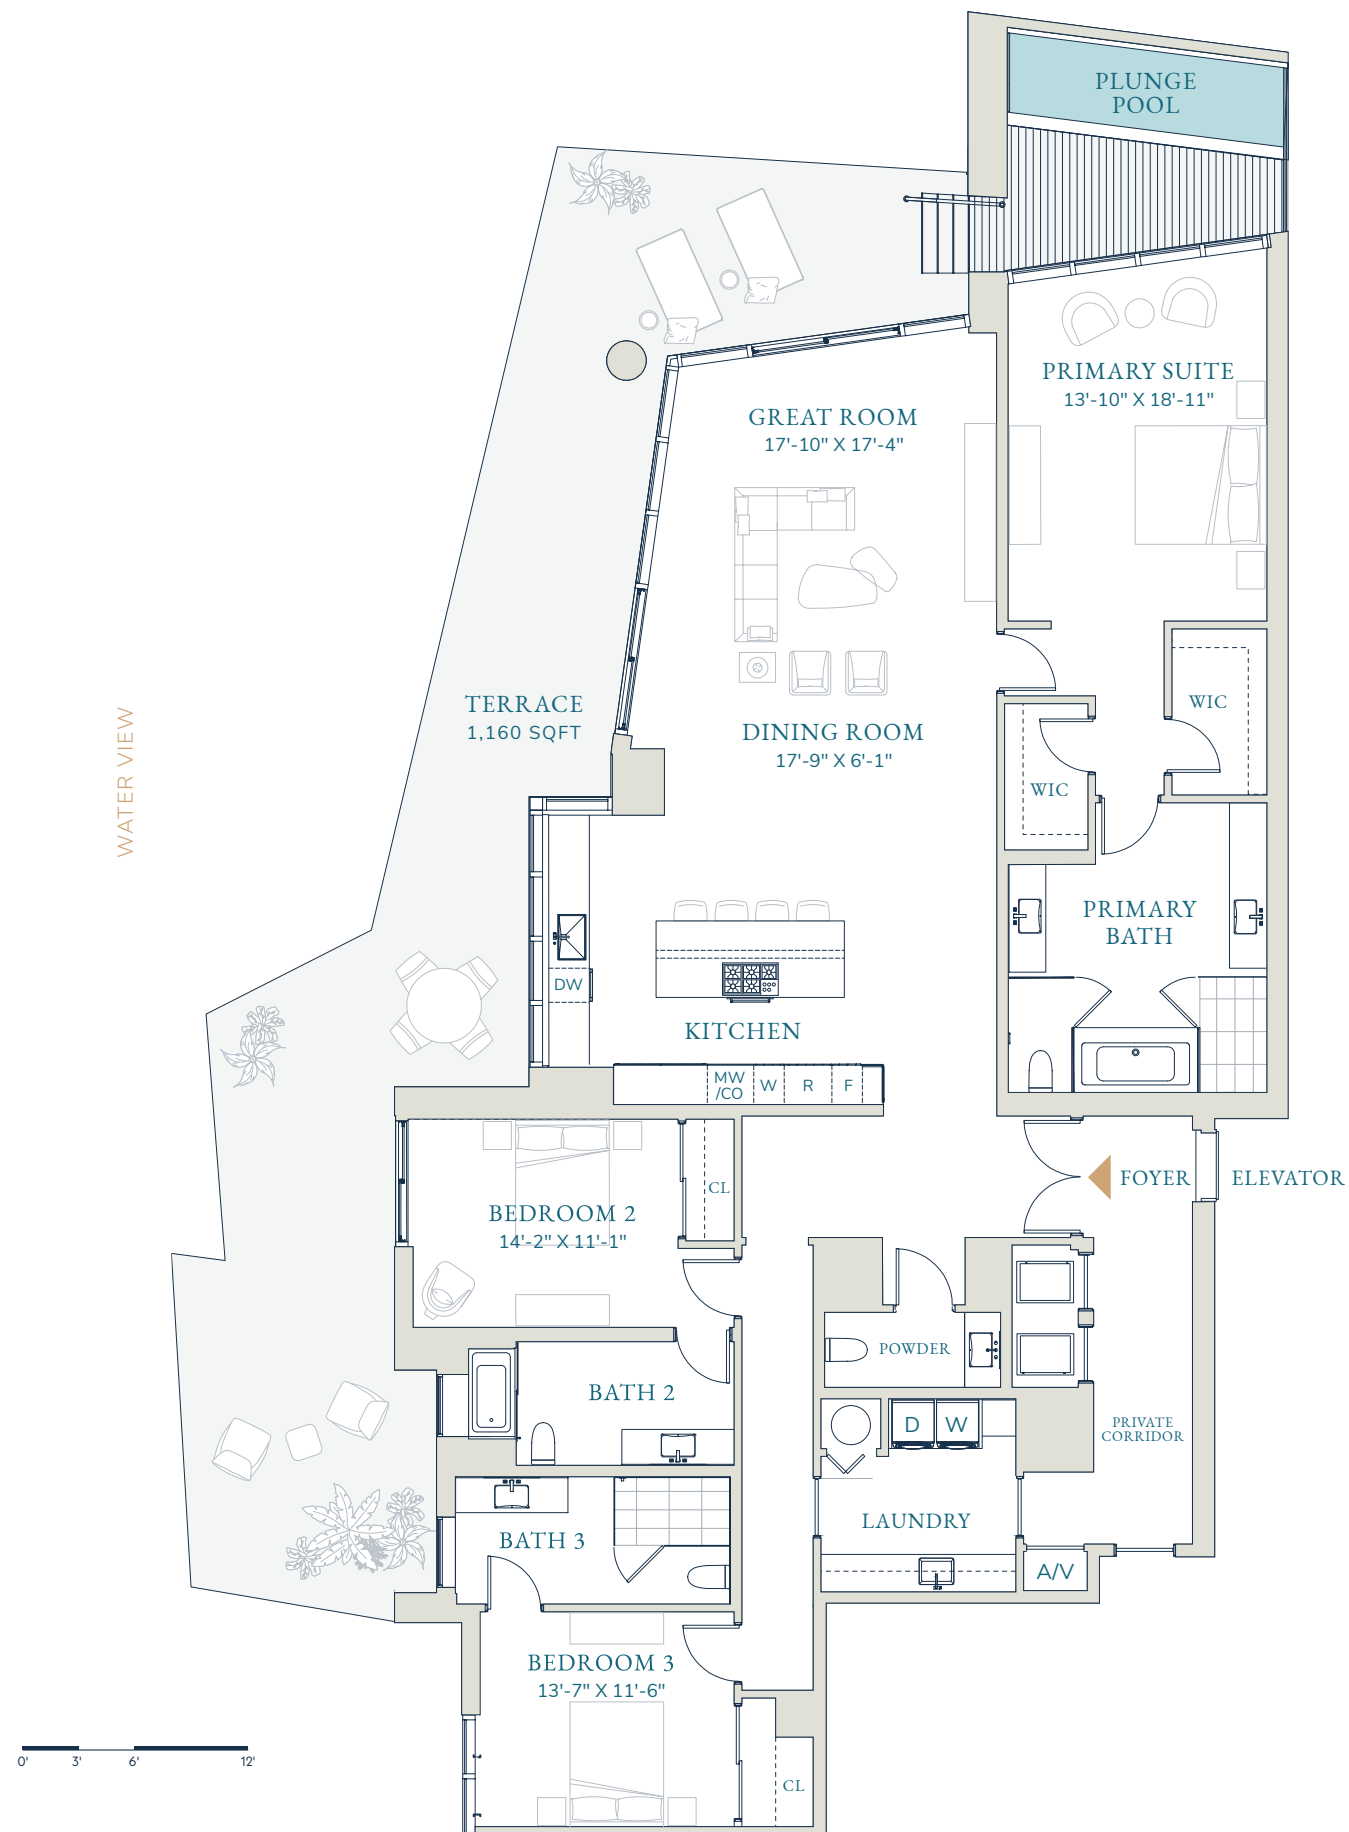 PLUNGE
POOL
PRIMARY SUITE
13'-10" X 18'-11"
GREAT ROOM
17'-10" X 17'-4"
TERRACE
1,160 SQFT
WATER VIEW
DINING ROOM
17'-9" X 6'-1"
WIC
WIC
PRIMARY
BATH
DW
KITCHEN
MW
/CO
W
R
F
FOYER
ELEVATOR
CL
BEDROOM 2
14'-2" X 11'-1"
POWDER
BATH 2
D
W
PRIVATE
CORRIDOR
LAUNDRY
BATH 3
A/V
BEDROOM 3
13'-7" X 11'-6"
CL
0'
3'
6'
12'